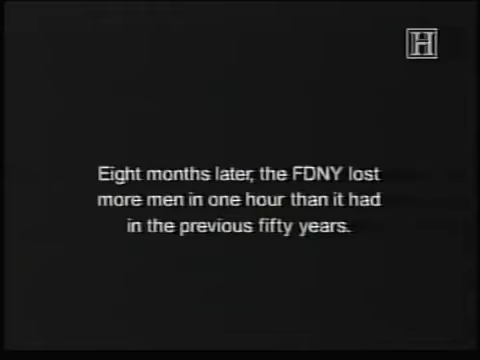 H
Eight months later, the FDNY lost
more men in one hour than it had
in the previous fifty years.